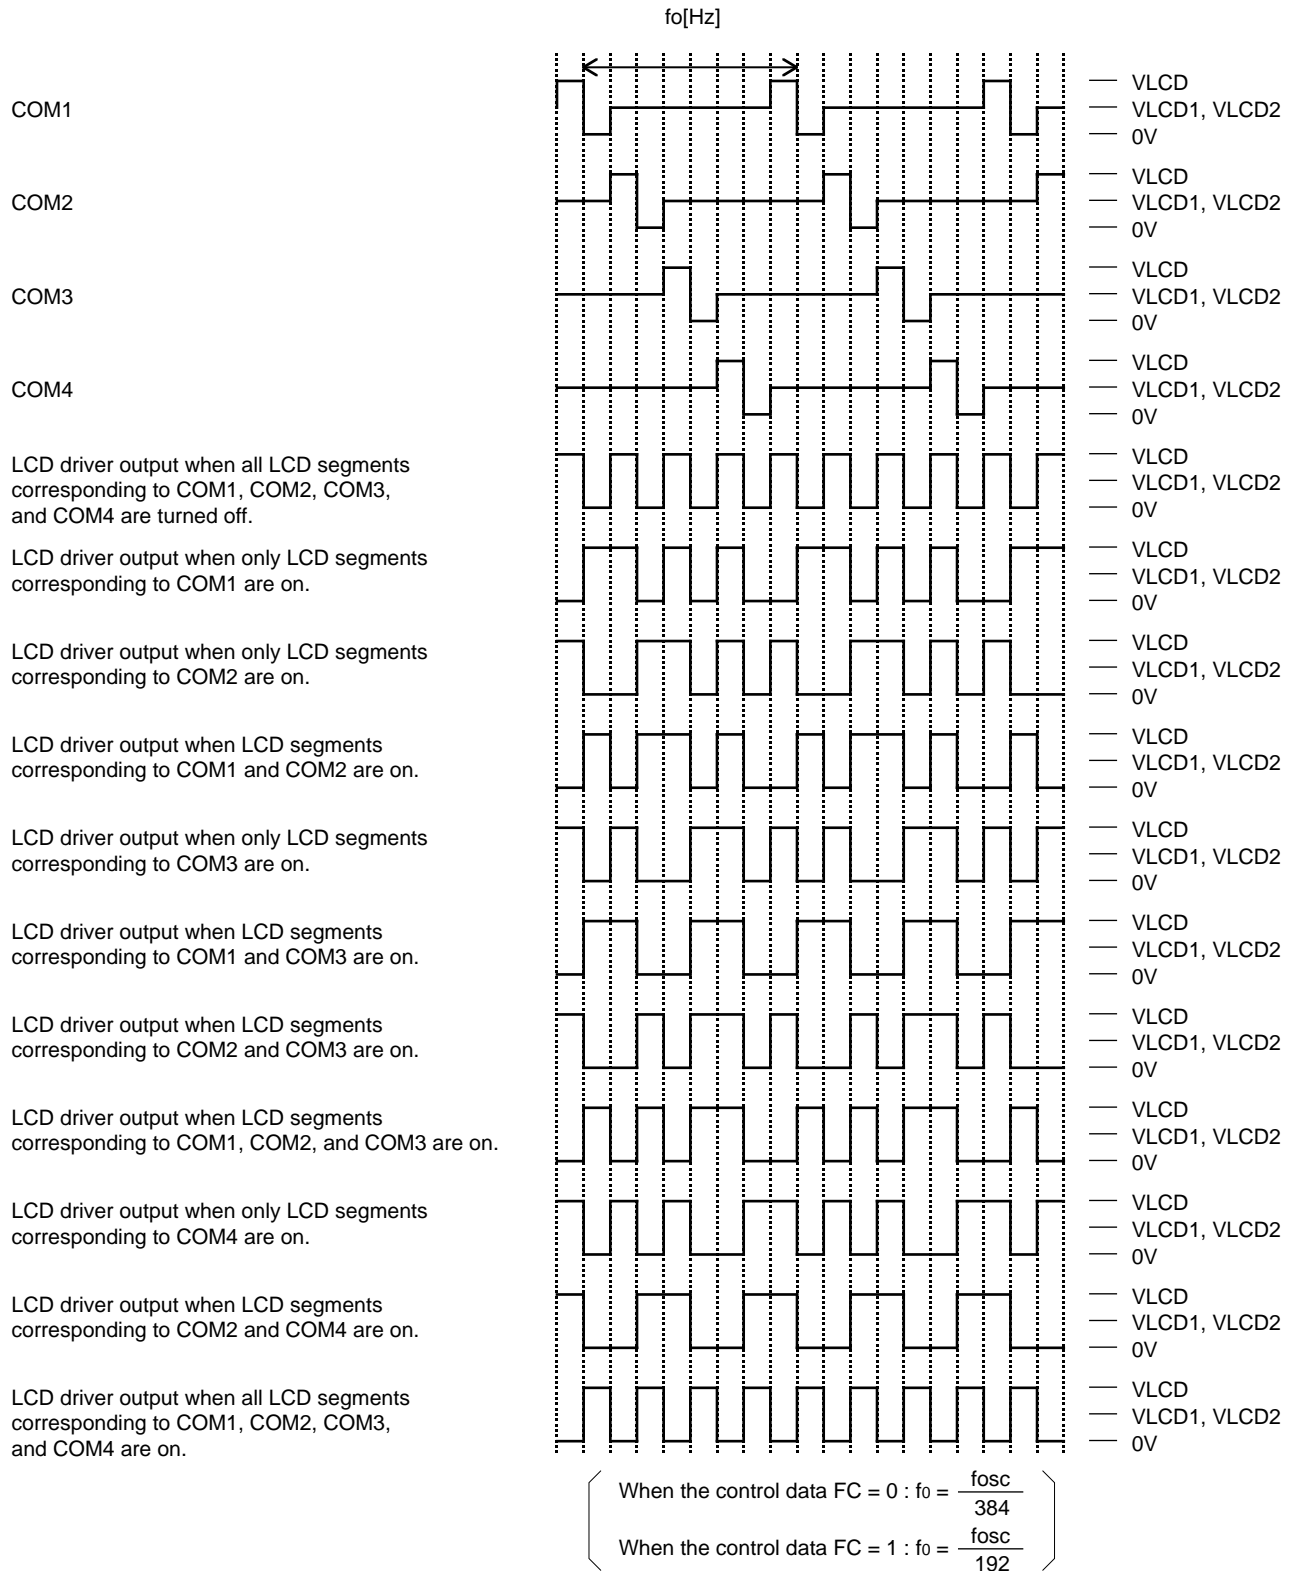 fo[Hz]
COM1
VLCD
VLCD1, VLCD2
0V
COM2
VLCD
VLCD1, VLCD2
0V
COM3
VLCD
VLCD1, VLCD2
0V
COM4
VLCD
VLCD1, VLCD2
0V
LCD driver output when all LCD segments
corresponding to COM1, COM2, COM3,
and COM4 are turned off.
VLCD
VLCD1, VLCD2
0V
LCD driver output when only LCD segments
corresponding to COM1 are on.
VLCD
VLCD1, VLCD2
0V
LCD driver output when only LCD segments
corresponding to COM2 are on.
VLCD
VLCD1, VLCD2
0V
LCD driver output when LCD segments
corresponding to COM1 and COM2 are on.
VLCD
VLCD1, VLCD2
0V
LCD driver output when only LCD segments
corresponding to COM3 are on.
VLCD
VLCD1, VLCD2
0V
LCD driver output when LCD segments
corresponding to COM1 and COM3 are on.
VLCD
VLCD1, VLCD2
0V
LCD driver output when LCD segments
corresponding to COM2 and COM3 are on.
VLCD
VLCD1, VLCD2
0V
LCD driver output when LCD segments
corresponding to COM1, COM2, and COM3 are on.
VLCD
VLCD1, VLCD2
0V
LCD driver output when only LCD segments
corresponding to COM4 are on.
VLCD
VLCD1, VLCD2
0V
LCD driver output when LCD segments
corresponding to COM2 and COM4 are on.
VLCD
VLCD1, VLCD2
0V
LCD driver output when all LCD segments
corresponding to COM1, COM2, COM3,
and COM4 are on.
VLCD
VLCD1, VLCD2
0V
When the control data FC = 0 : f0 = fosc
384
When the control data FC = 1 : f0 = fosc
192